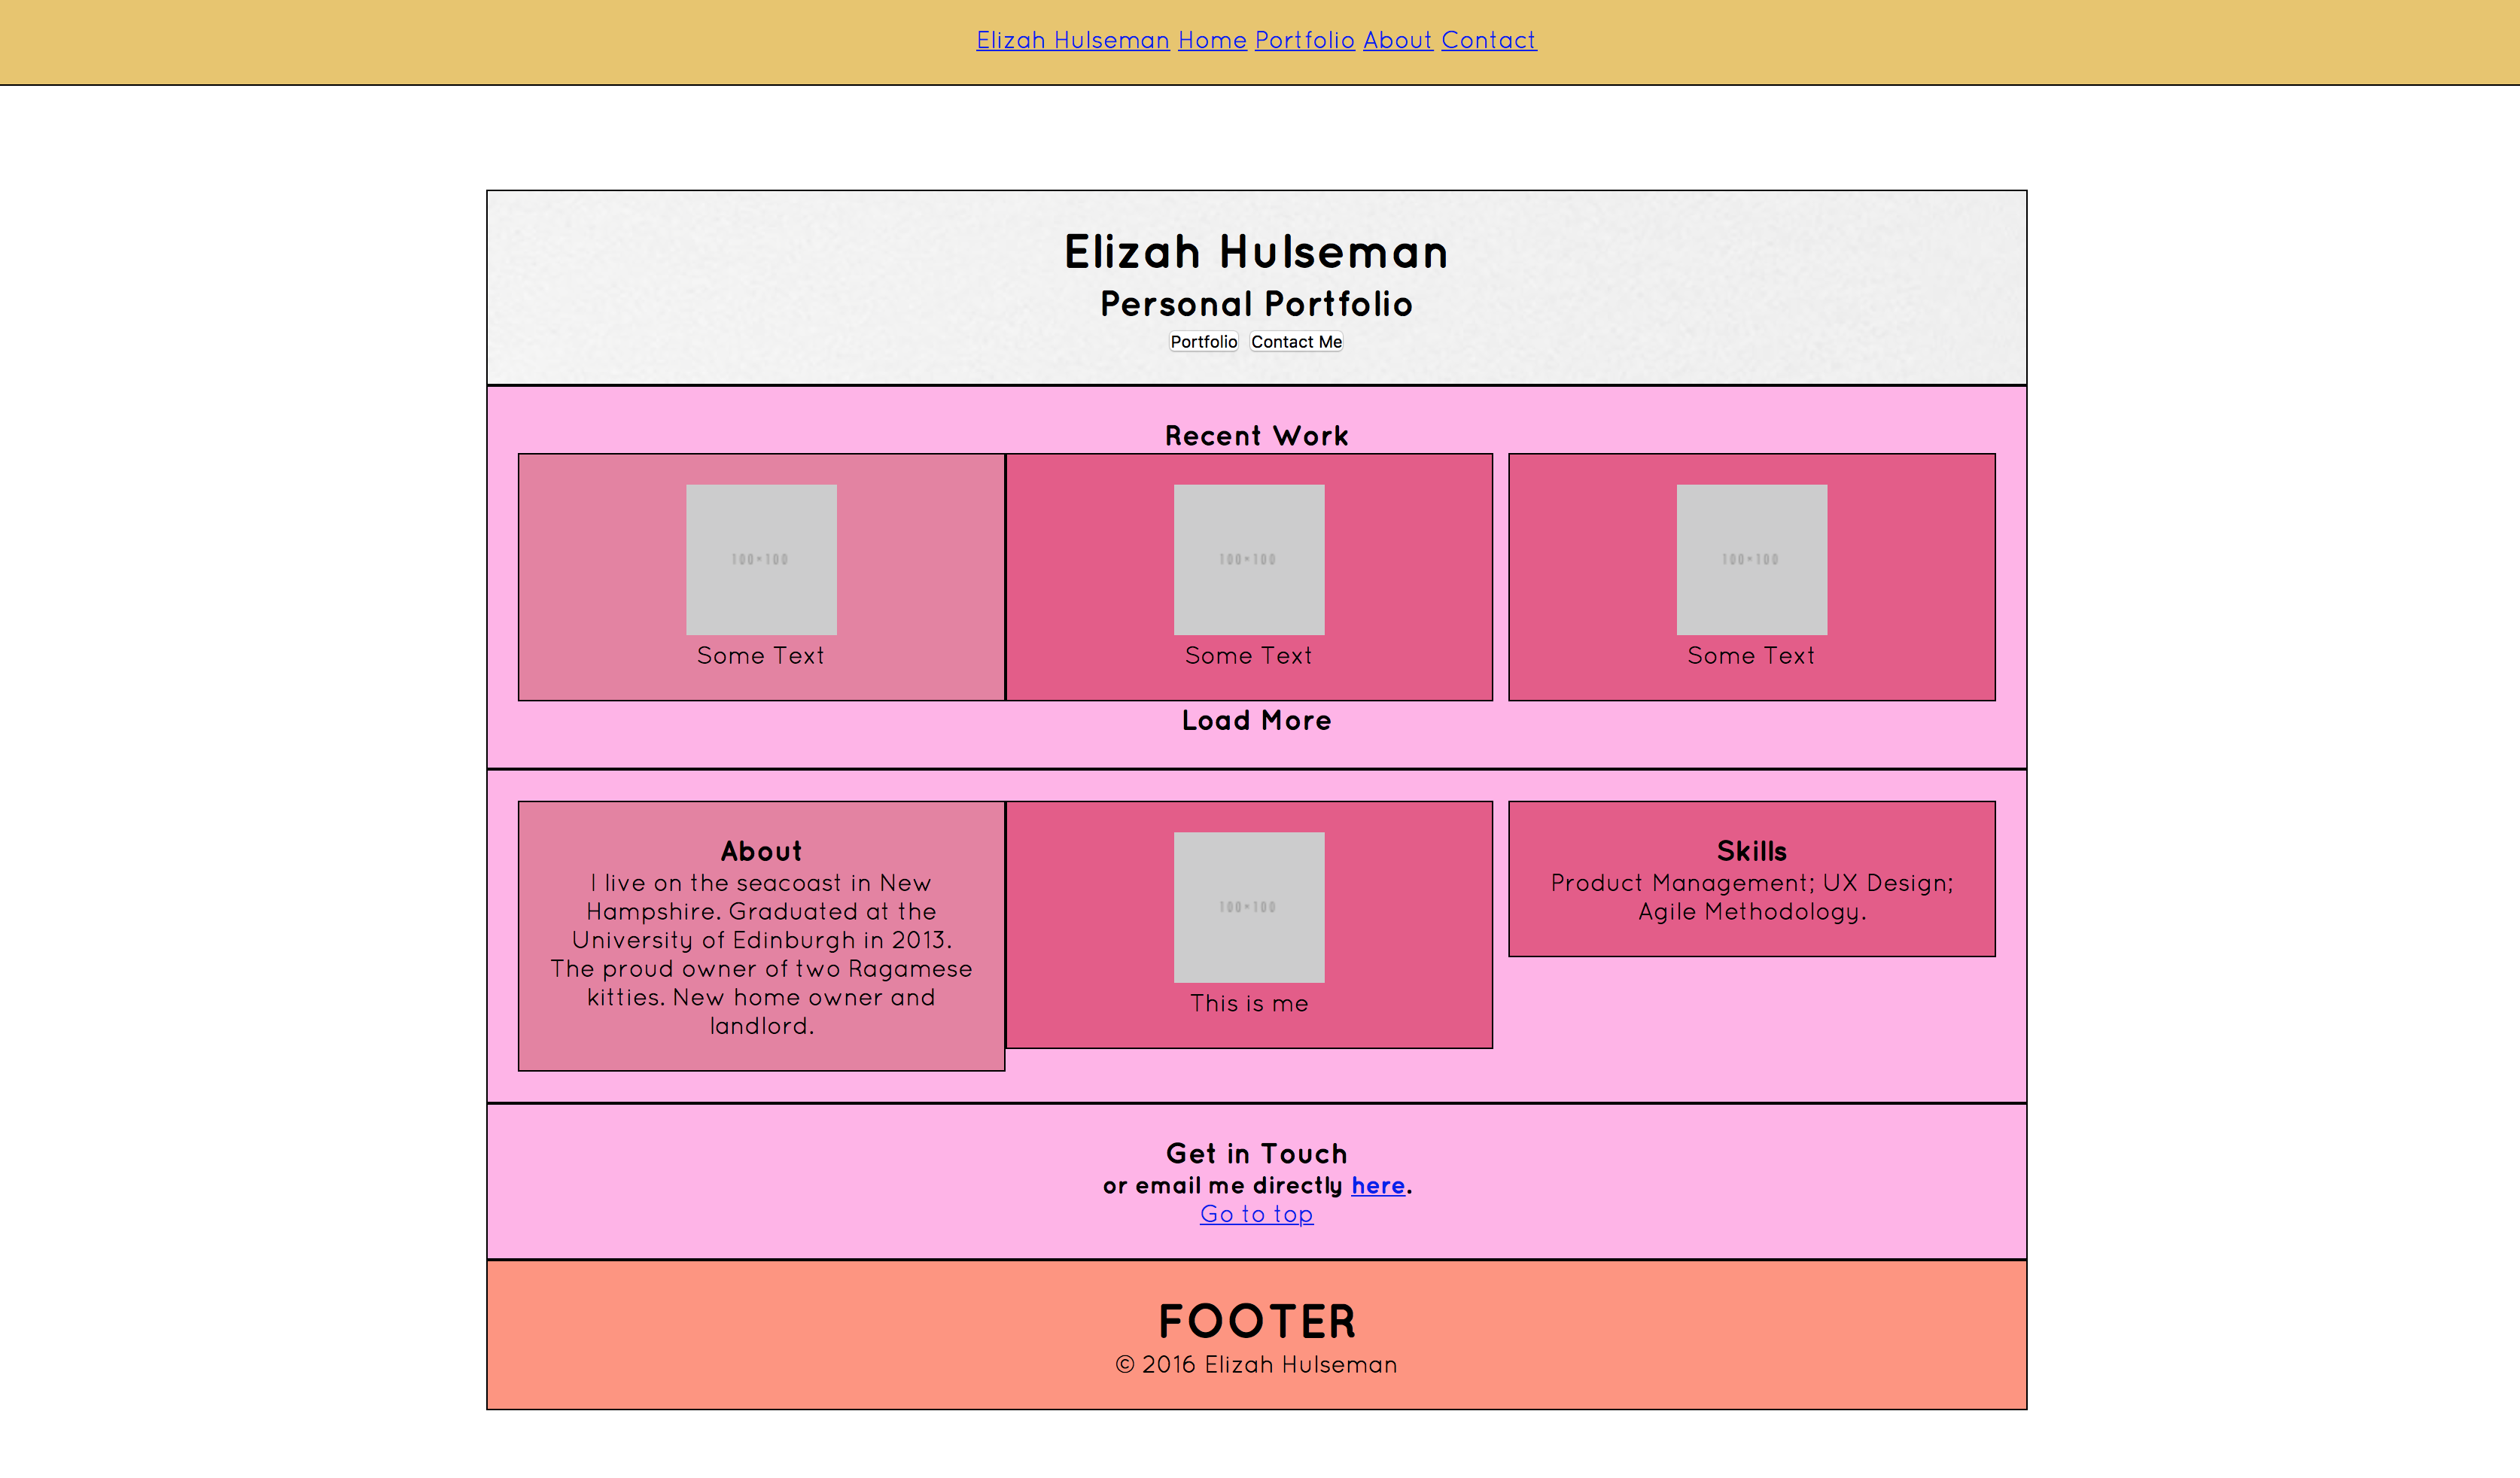 Elizah Hulseman Home Portfolio About Contact
Elizah Hulseman
Personal Portfolio
Portfolio Contact Me
Recent Work
100×100 100×100 100×100
Some Text Some Text Some Text
Load More
About
I live on the seacoast in New
Hampshire. Graduated at the
University of Edinburgh in 2013.
The proud owner of two Ragamese
kitties. New home owner and
landlord.
100×100
This is me
Skills
Product Management; UX Design;
Agile Methodology.
Get in Touch
or email me directly here.
Go to top
FOOTER
© 2016 Elizah Hulseman